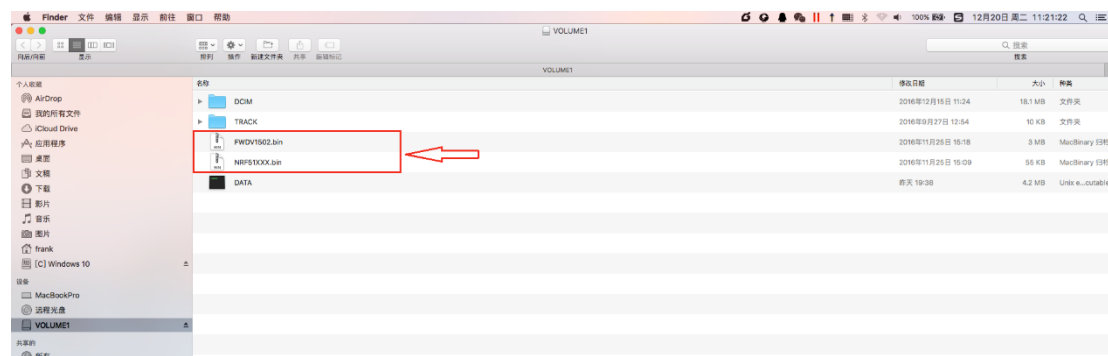 Finder 文件 编辑 显示 前往 窗口 帮助 100% 12月20日 周二 11:21:22
VOLUME1
向后/向前 显示 排列 操作 新建文件夹 共享 编辑标记 搜索
搜索
VOLUME1
个人收藏 名称 修改日期 大小 种类
AirDrop DCIM 2016年12月15日 11:24 18.1 MB 文件夹
我的所有文件
iCloud Drive TRACK 2016年9月27日 12:54 10 KB 文件夹
应用程序 FWDV1502.bin 2016年11月25日 15:18 3 MB MacBinary 归档
桌面 NRF51XXX.bin 2016年11月25日 15:09 55 KB MacBinary 归档
文稿
下载 DATA 昨天 19:38 4.2 MB Unix e...cutable
影片
音乐
图片
frank
[C] Windows 10
设备
MacBookPro
远程光盘
VOLUME1
共享的